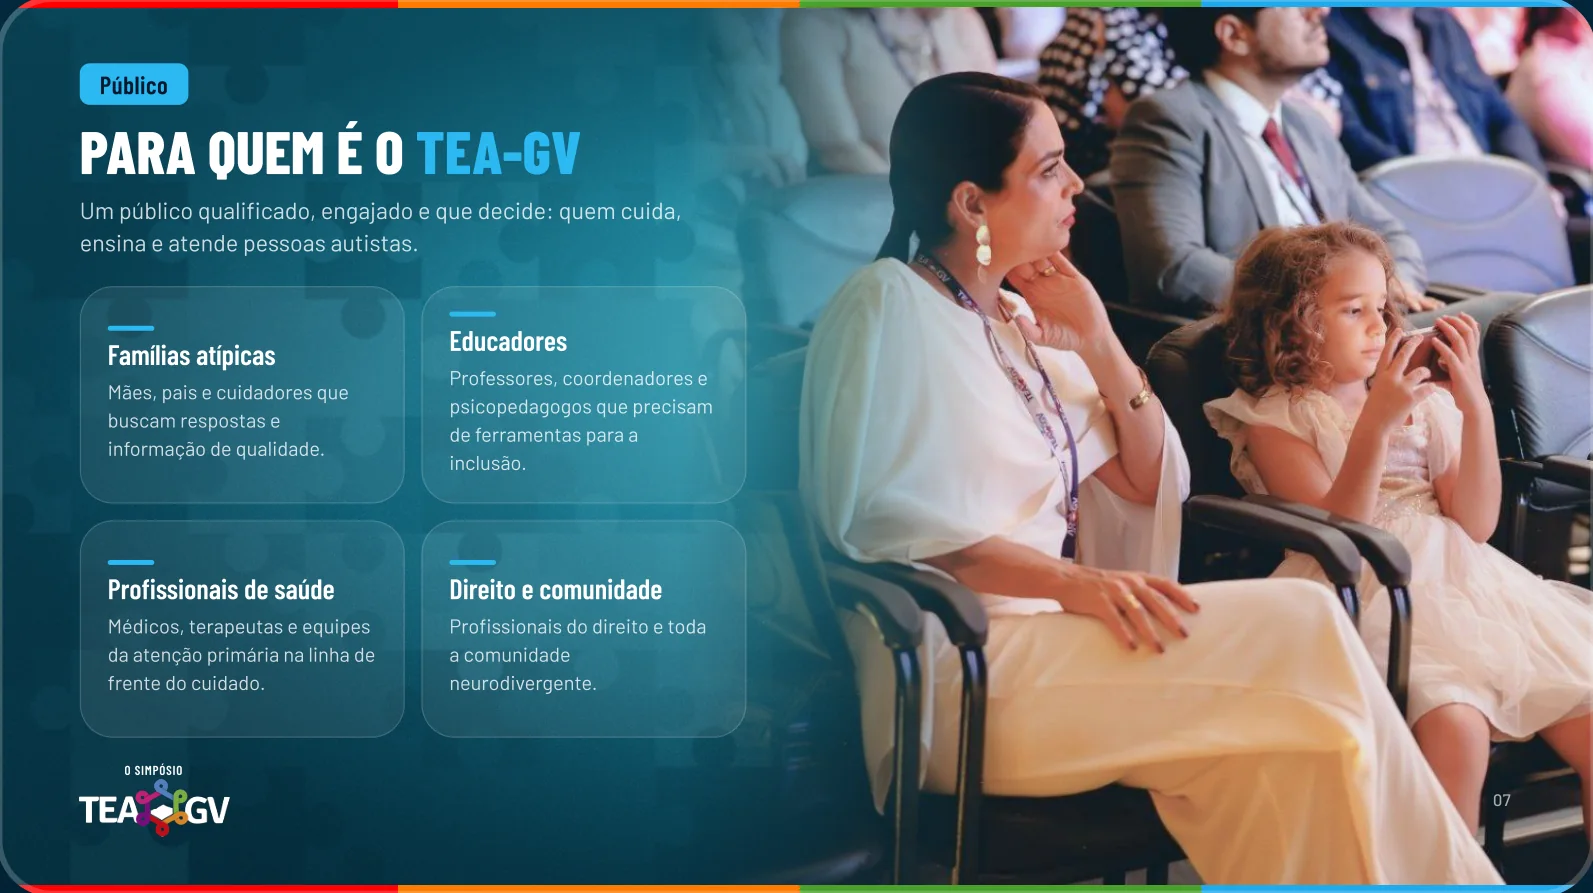 Público
PARA QUEM É O TEA-GV
Um público qualificado, engajado e que decide: quem cuida,
ensina e atende pessoas autistas.
Famílias atípicas
Mães, pais e cuidadores que
buscam respostas e
informação de qualidade.
Educadores
Professores, coordenadores e
psicopedagogos que precisam
de ferramentas para a
inclusão.
Profissionais de saúde
Médicos, terapeutas e equipes
da atenção primária na linha de
frente do cuidado.
Direito e comunidade
Profissionais do direito e toda
a comunidade
neurodivergente.
O SIMPÓSIO
TEA GV
07